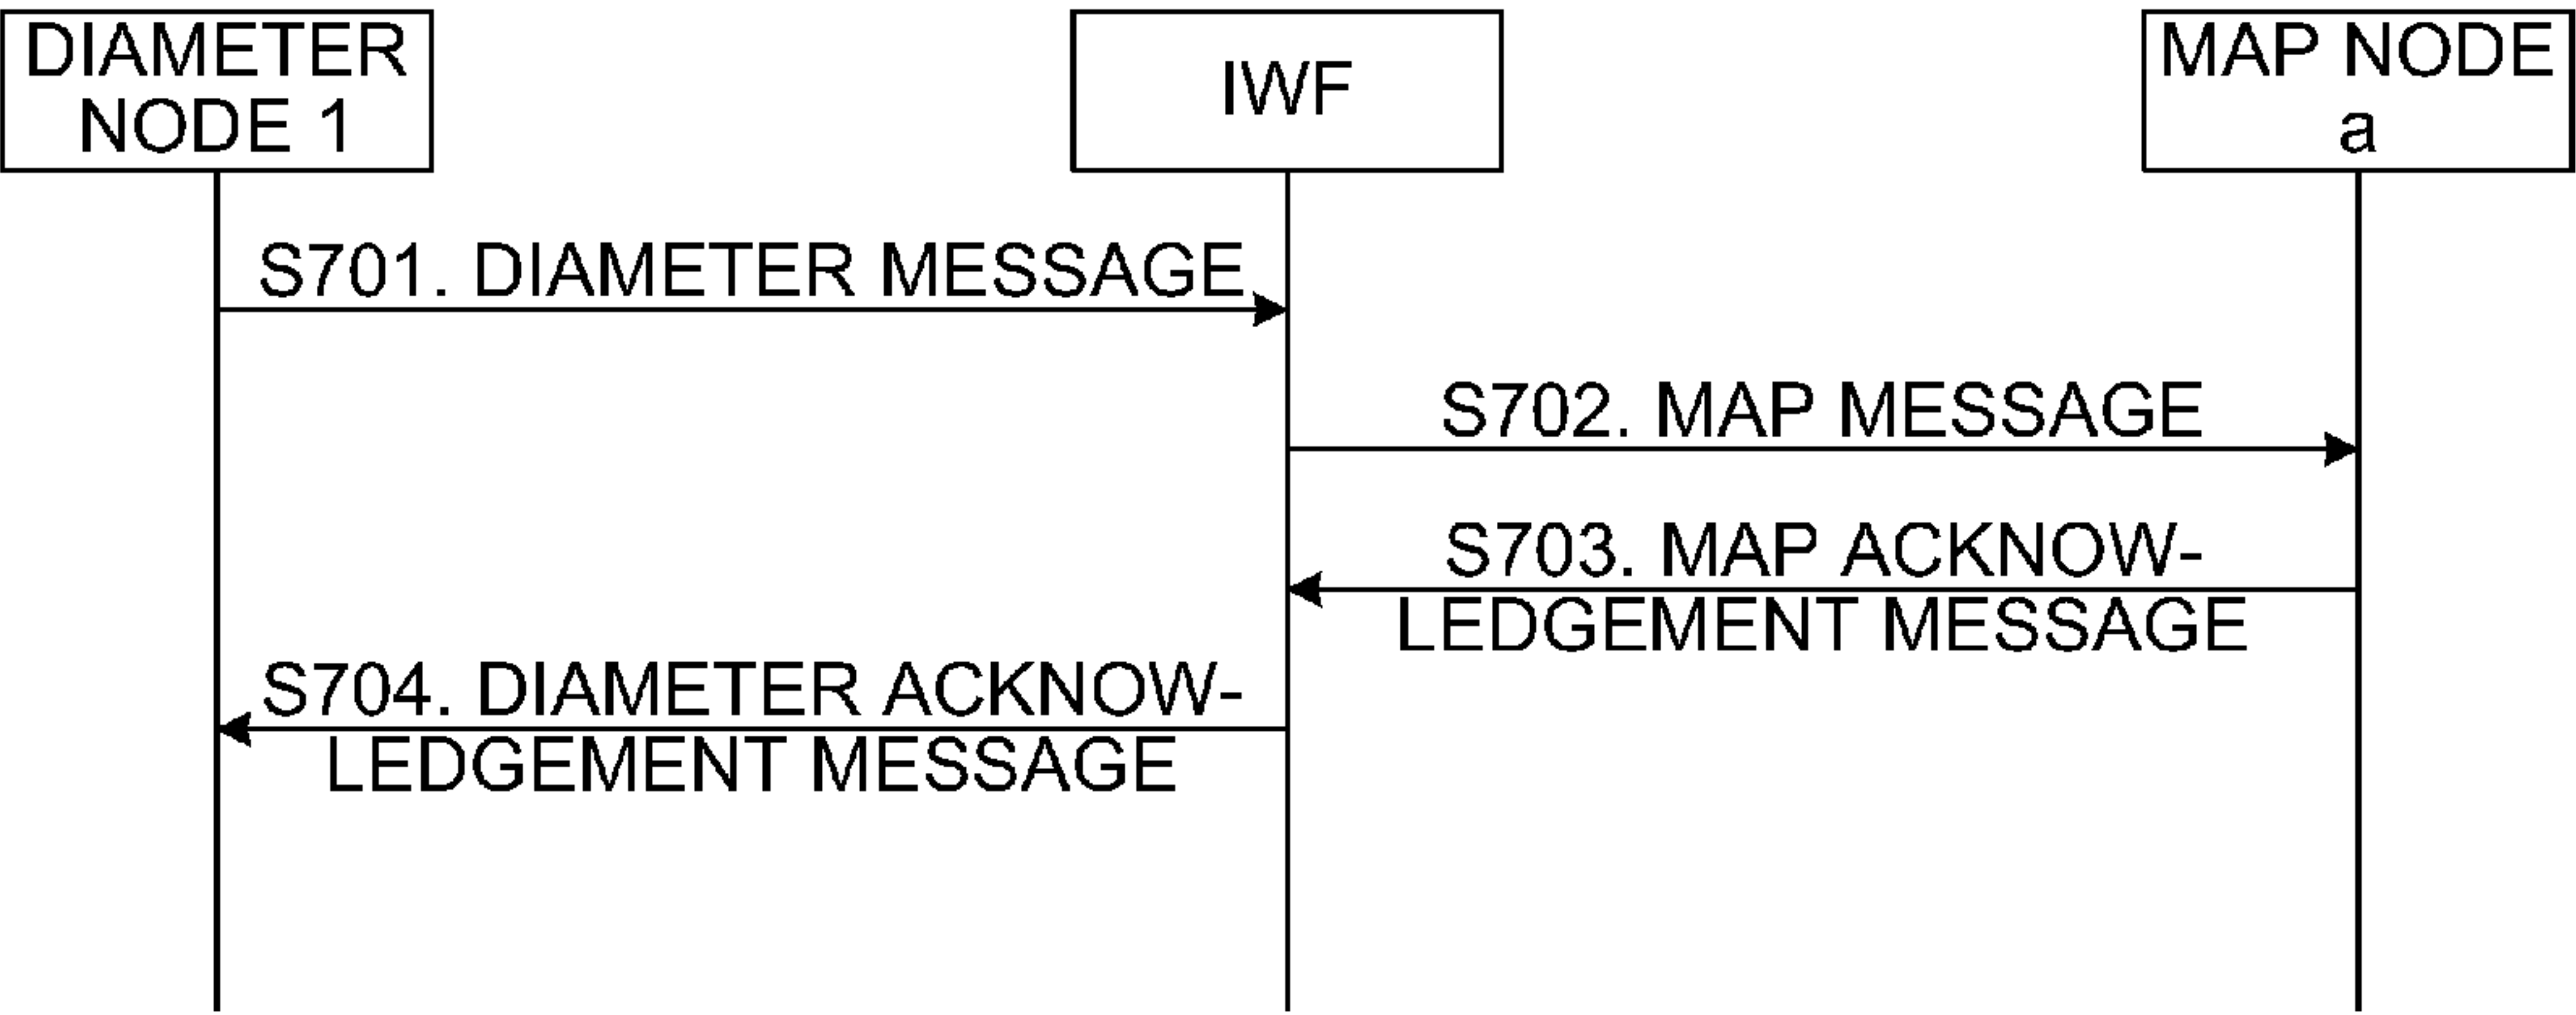 DIAMETER
NODE 1
IWF
MAP NODE
a
S701. DIAMETER MESSAGE
S702. MAP MESSAGE
S703. MAP ACKNOW-
LEDGEMENT MESSAGE
S704. DIAMETER ACKNOW-
LEDGEMENT MESSAGE